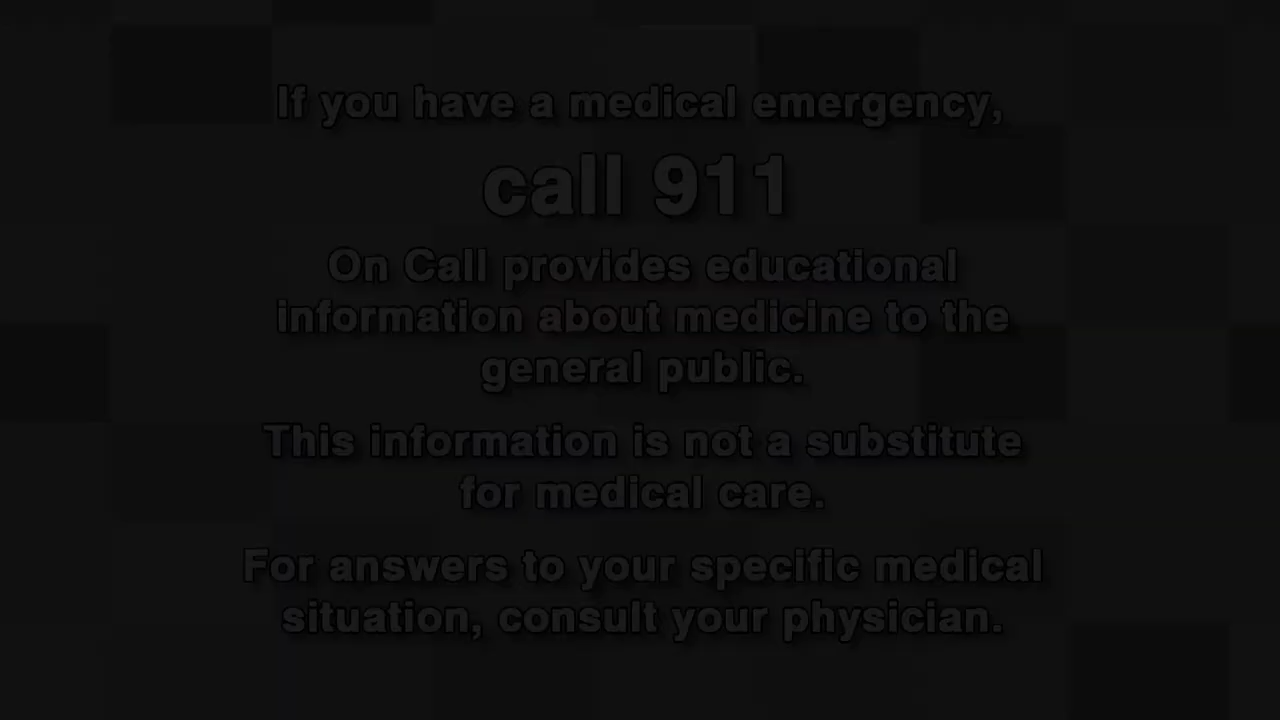 If you have a medical emergency,
call 911
On Call provides educational
information about medicine to the
general public.
This information is not a substitute
for medical care.
For answers to your specific medical
situation, consult your physician.